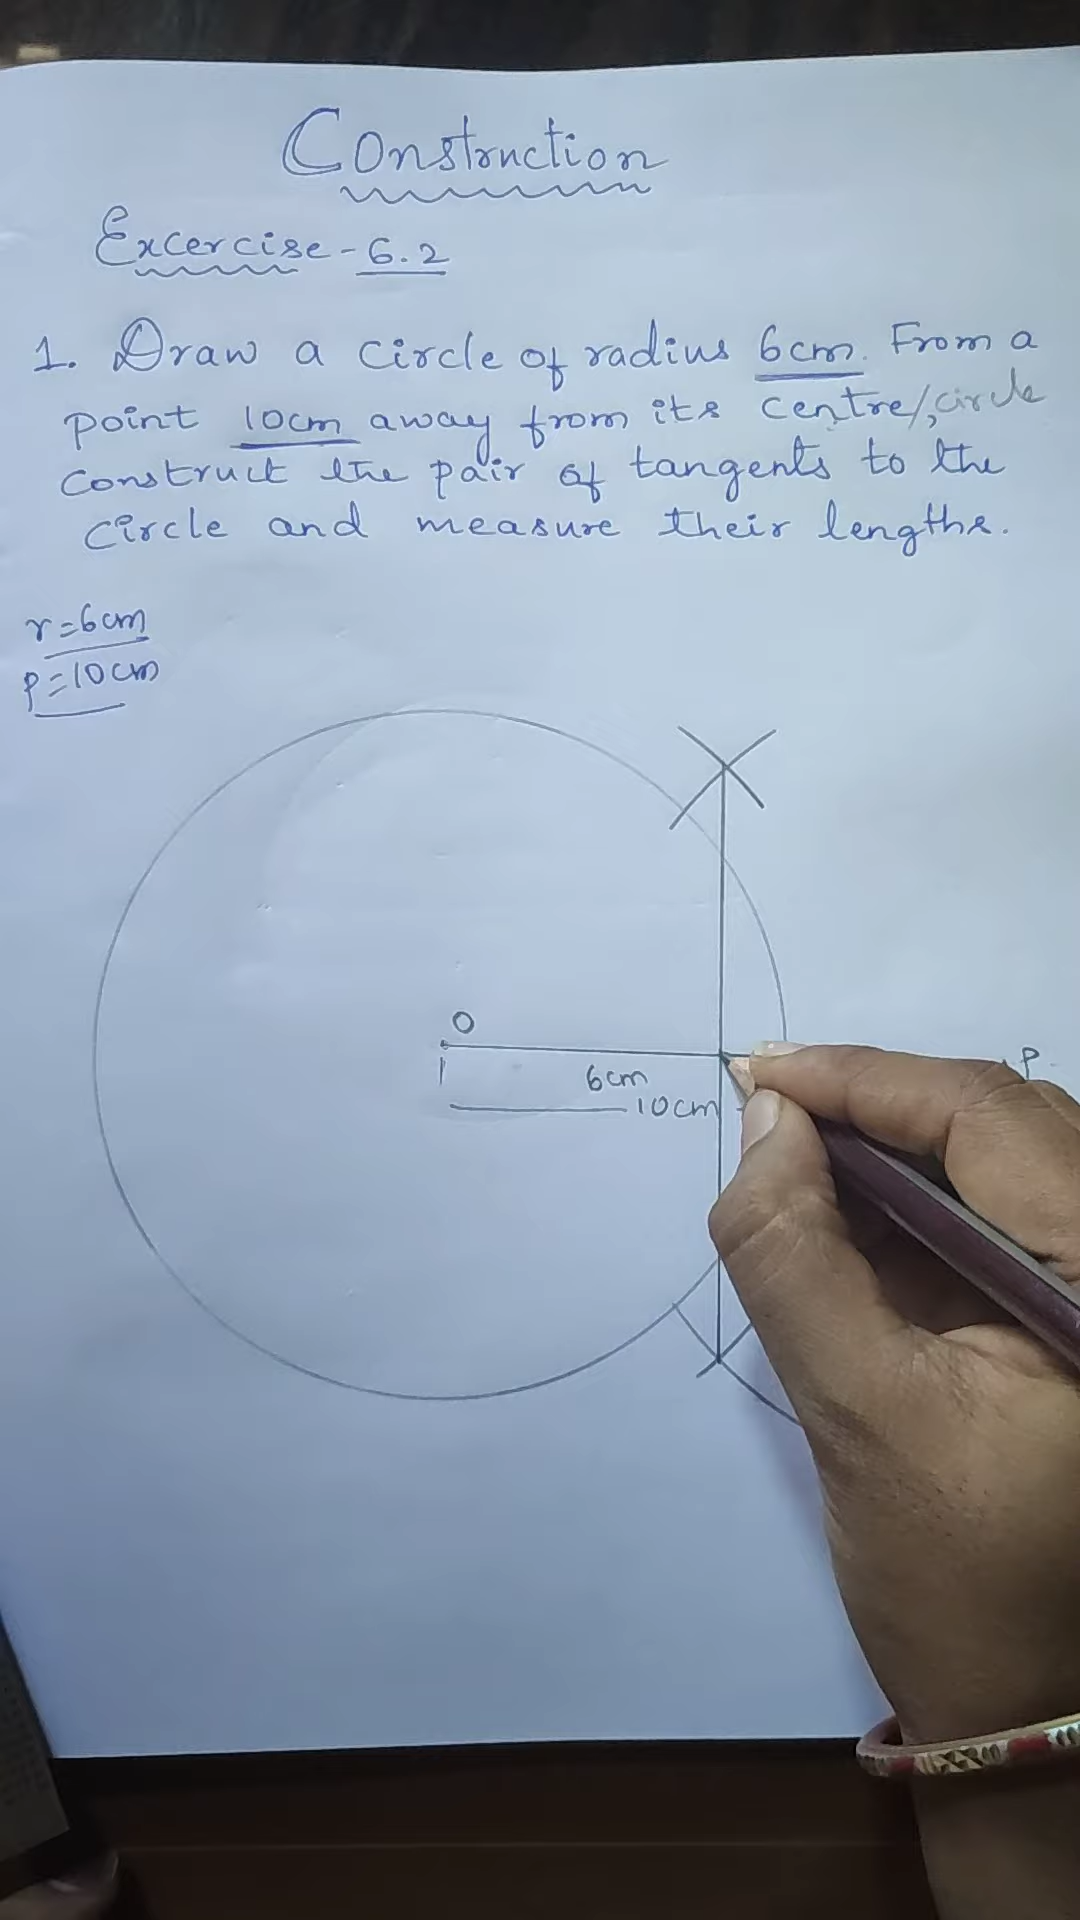 Construction
Excercise - 6.2
1. Draw a circle of radius 6cm. From a
point 10cm away from its centre/,circle
construct the pair of tangents to the
circle and measure their lengths.
r=6cm
P=10cm
O
P
6cm
10cm